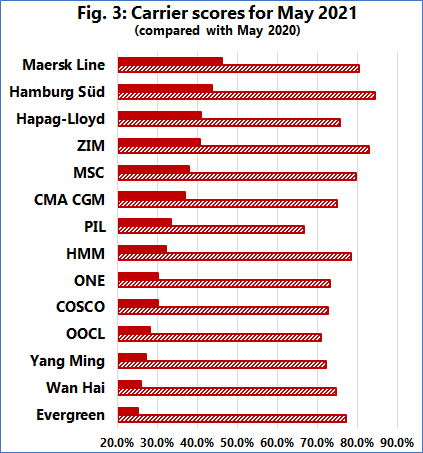 Fig. 3: Carrier scores for May 2021
(compared with May 2020)
Maersk Line
Hamburg Süd
Hapag-Lloyd
ZIM
MSC
CMA CGM
PIL
HMM
ONE
COSCO
OOCL
Yang Ming
Wan Hai
Evergreen
20.0% 30.0% 40.0% 50.0% 60.0% 70.0% 80.0% 90.0%